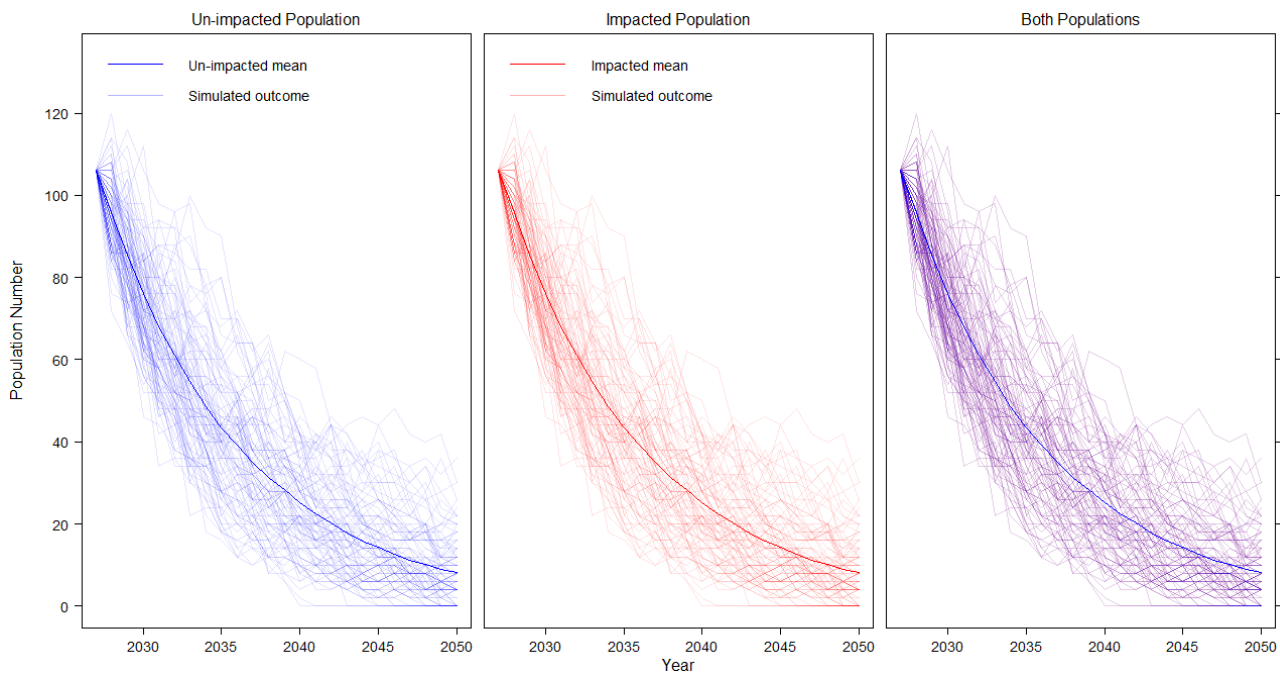 Un-impacted Population
Impacted Population
Both Populations
Un-impacted mean
Simulated outcome
Impacted mean
Simulated outcome
Population Number
120
100
80
60
40
20
0
2030 2035 2040 2045 2050
2030 2035 2040 2045 2050
2030 2035 2040 2045 2050
Year